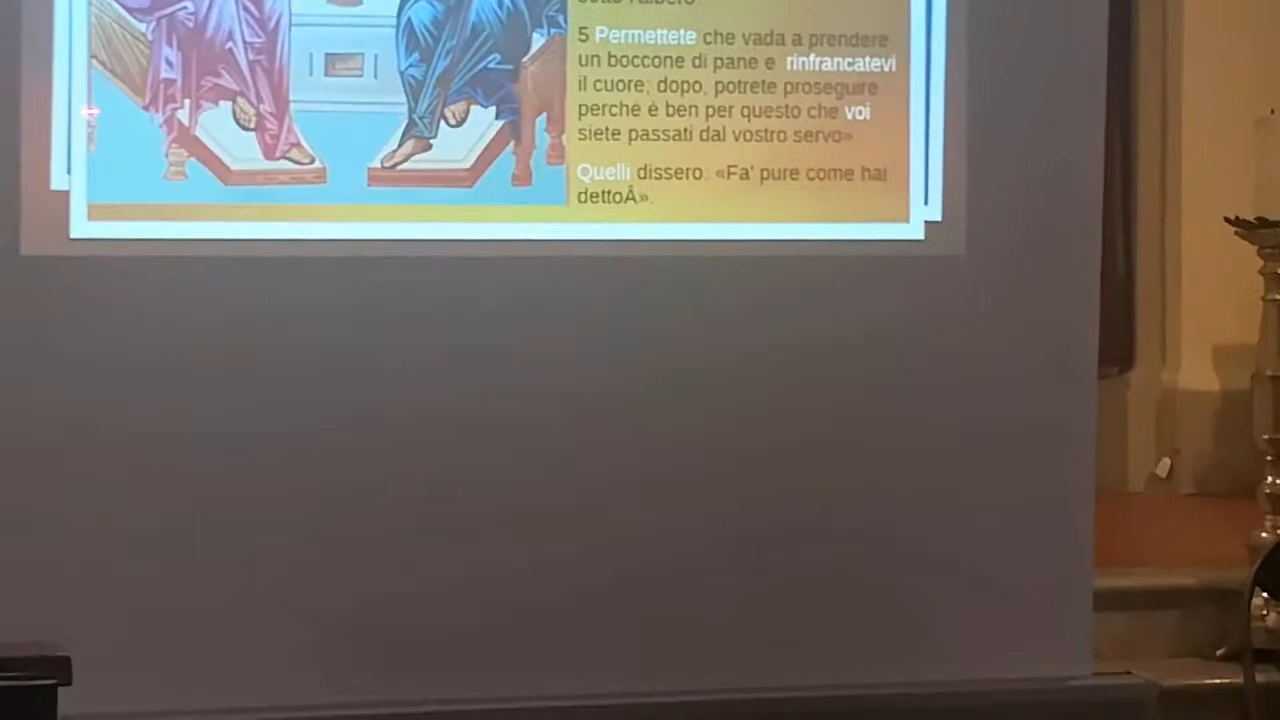 5 Permettete che vada a prendere
un boccone di pane e rinfrancatevi
il cuore; dopo, potrete proseguire
perché è ben per questo che voi
siete passati dal vostro servo»
Quelli dissero: «Fa' pure come hai
dettoÂ».